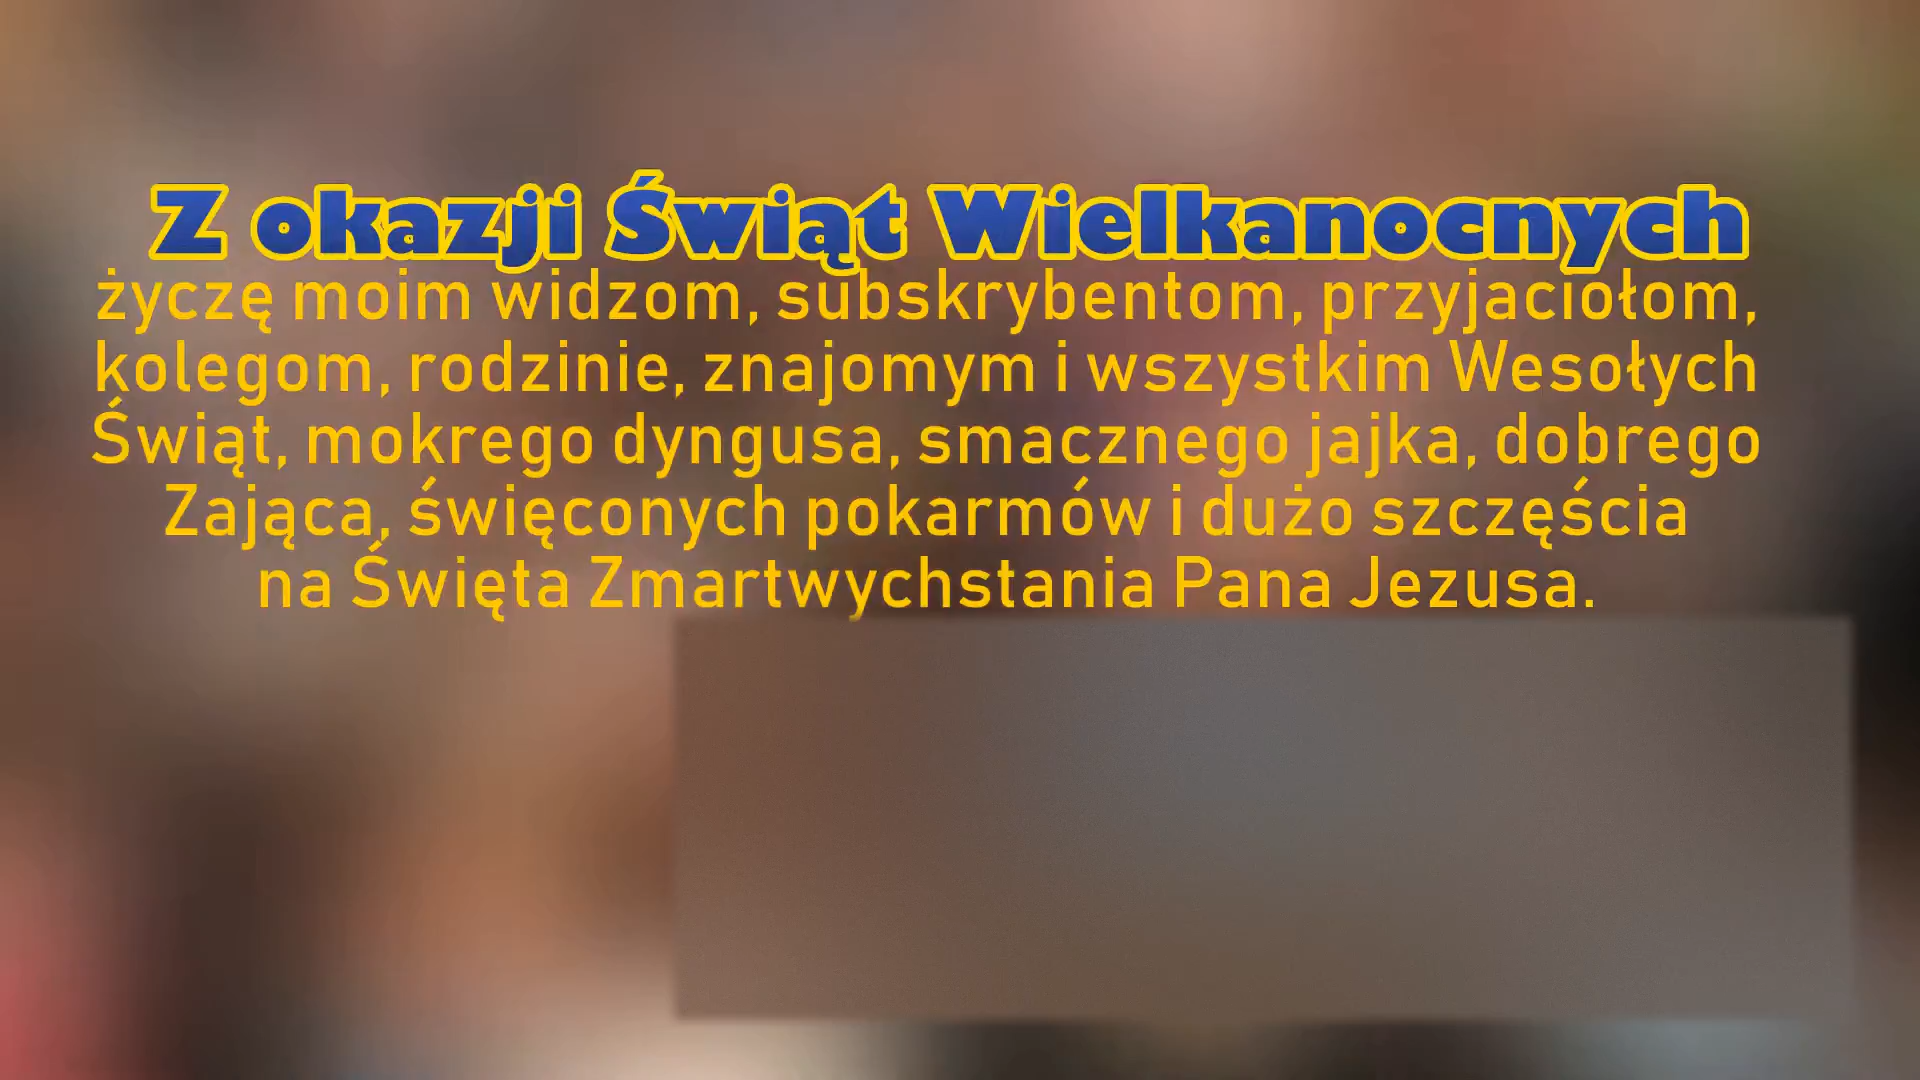 Z okazji Świąt Wielkanocnych
życzę moim widzom, subskrybentom, przyjaciołom,
kolegom, rodzinie, znajomym i wszystkim Wesołych
Świąt, mokrego dyngusa, smacznego jajka, dobrego
Zająca, święconych pokarmów i dużo szczęścia
na Święta Zmartwychstania Pana Jezusa.